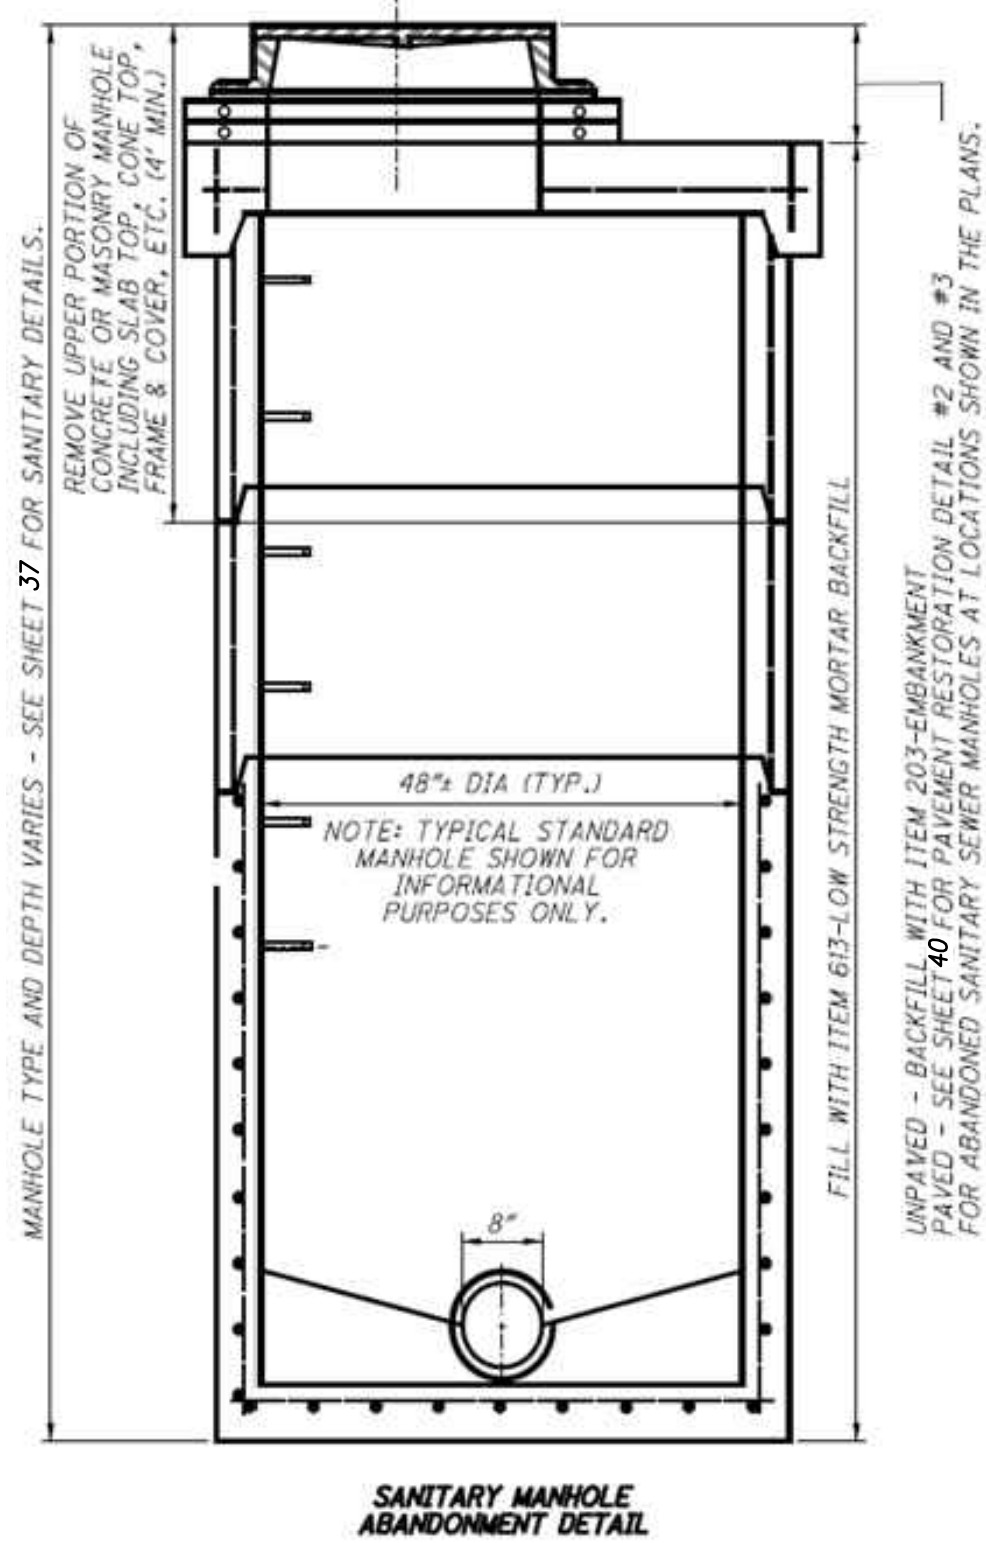 MANHOLE TYPE AND DEPTH VARIES - SEE SHEET 37 FOR SANITARY DETAILS.
REMOVE UPPER PORTION OF
CONCRETE OR MASONRY MANHOLE
INCLUDING SLAB TOP, CONE TOP,
FRAME & COVER, ETC. (4' MIN.)
48"± DIA (TYP.)
NOTE: TYPICAL STANDARD
MANHOLE SHOWN FOR
INFORMATIONAL
PURPOSES ONLY.
8"
FILL WITH ITEM 613-LOW STRENGTH MORTAR BACKFILL
UNPAVED - BACKFILL WITH ITEM 203-EMBANKMENT
PAVED - SEE SHEET 40 FOR PAVEMENT RESTORATION DETAIL #2 AND #3
FOR ABANDONED SANITARY SEWER MANHOLES AT LOCATIONS SHOWN IN THE PLANS.
SANITARY MANHOLE
ABANDONMENT DETAIL